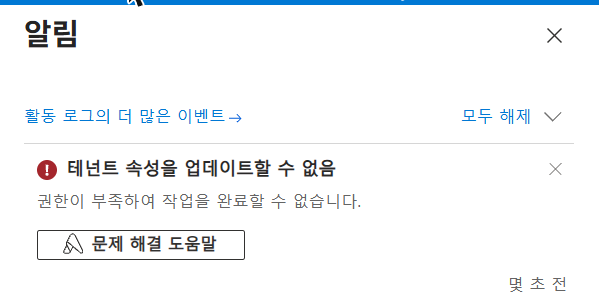 알림
활동 로그의 더 많은 이벤트→
모두 해제
테넌트 속성을 업데이트할 수 없음
권한이 부족하여 작업을 완료할 수 없습니다.
문제 해결 도움말
몇 초 전